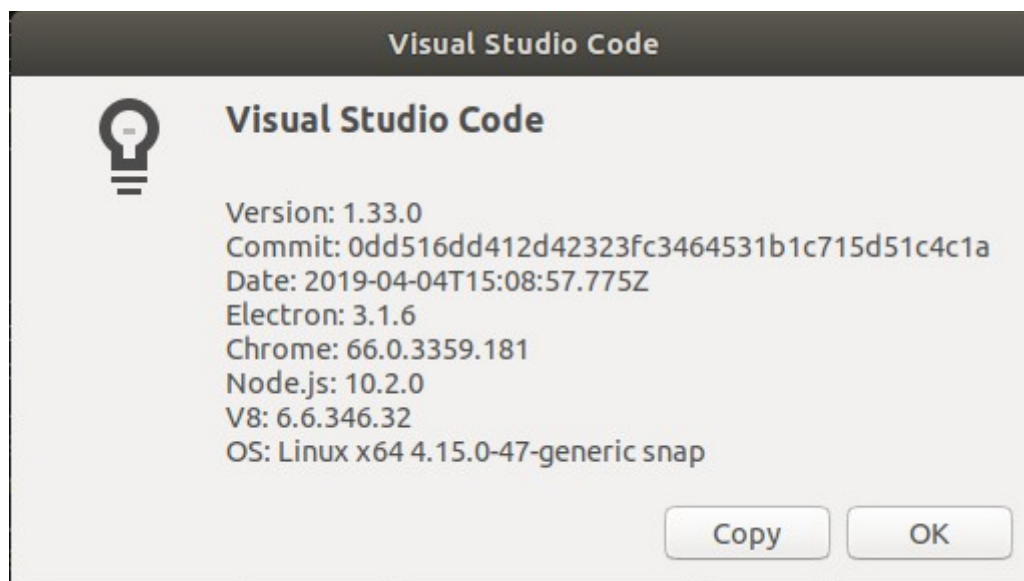 Visual Studio Code
Visual Studio Code
Version: 1.33.0
Commit: 0dd516dd412d42323fc3464531b1c715d51c4c1a
Date: 2019-04-04T15:08:57.775Z
Electron: 3.1.6
Chrome: 66.0.3359.181
Node.js: 10.2.0
V8: 6.6.346.32
OS: Linux x64 4.15.0-47-generic snap
Copy OK